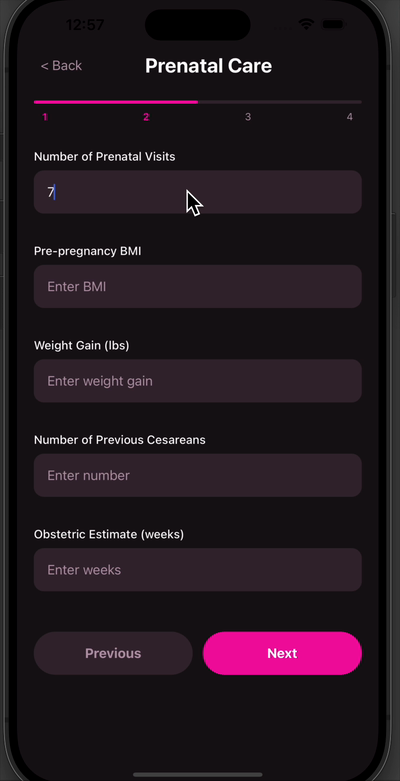 12:57
< Back
Prenatal Care
1 2 3 4
Number of Prenatal Visits
7
Pre-pregnancy BMI
Enter BMI
Weight Gain (lbs)
Enter weight gain
Number of Previous Cesareans
Enter number
Obstetric Estimate (weeks)
Enter weeks
Previous Next